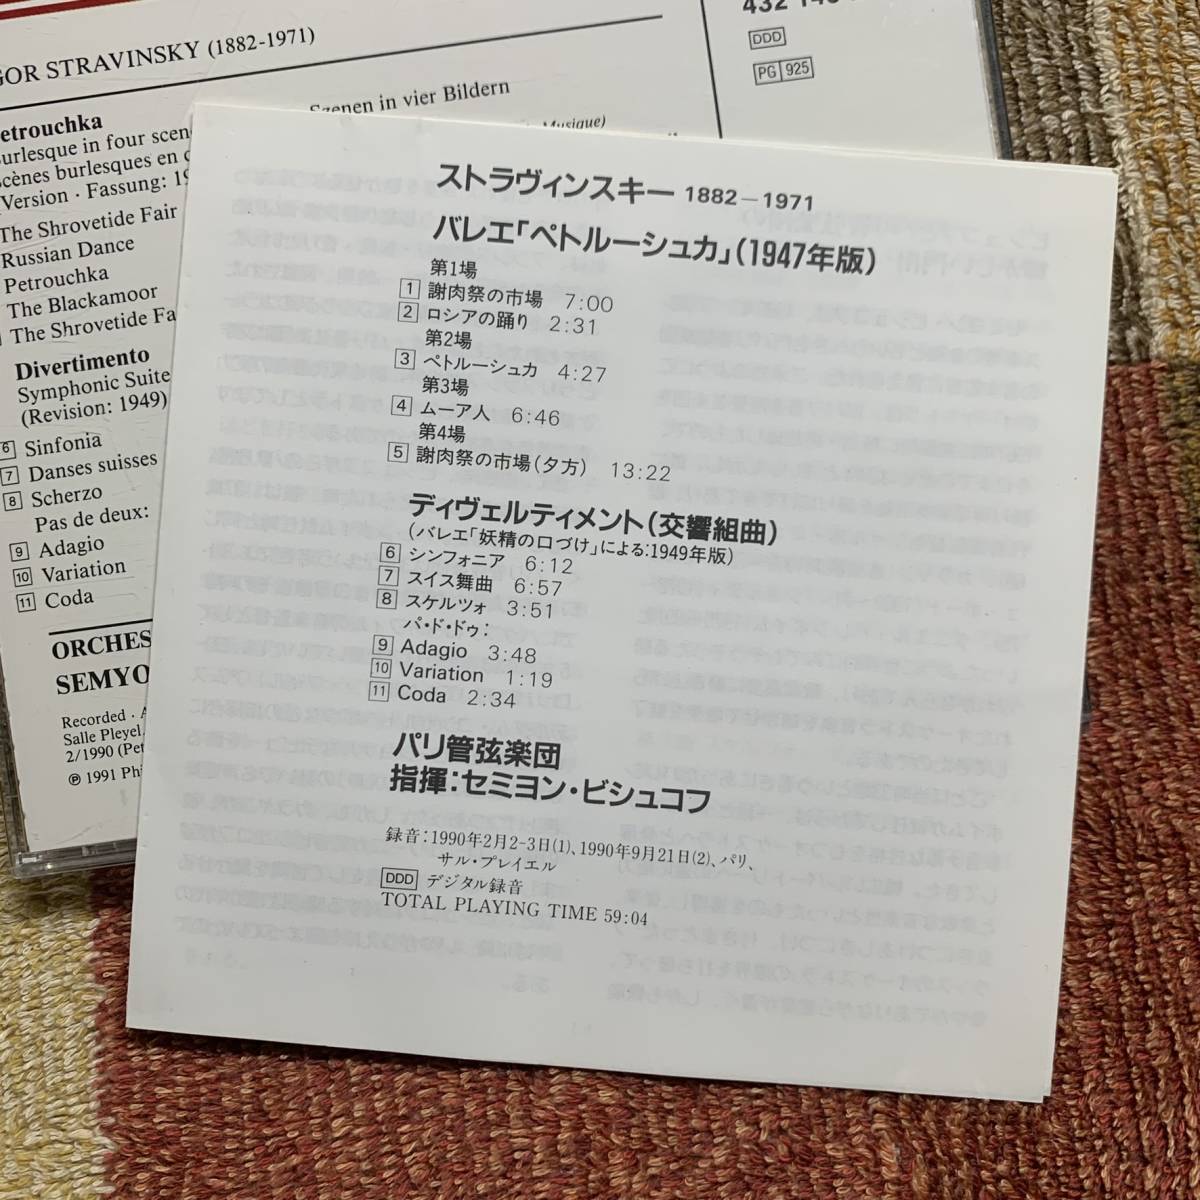 STRAVINSKY (1882-1971)
432
DDD
PG 925
Szenen in vier Bildern
Musique)
Burlesque in four
Scènes burlesques en
Version · Fassung:
The Shrovetide Fair
Russian Dance
Petrouchka
The Blackamoor
The Shrovetide
Divertimento
Symphonic Suite
(Revision: 1949)
6 Sinfonia
7 Danses suisses
8 Scherzo
Pas de deux:
9 Adagio
10 Variation
11 Coda
Recorded ·
Salle Pleyel
2/1990
℗ 1991
ストラヴィンスキー 1882－1971
バレエ「ペトルーシュカ」(1947年版)
第1場
1 謝肉祭の市場 7:00
2 ロシアの踊り 2:31
第2場
3 ペトルーシュカ 4:27
第3場
4 ムーア人 6:46
第4場
5 謝肉祭の市場(夕方) 13:22
ディヴェルティメント(交響組曲)
(バレエ「妖精の口づけ」による:1949年版)
6 シンフォニア 6:12
7 スイス舞曲 6:57
8 スケルツォ 3:51
パ・ド・ドゥ:
9 Adagio 3:48
10 Variation 1:19
11 Coda 2:34
パリ管弦楽団
指揮:セミヨン・ビシュコフ
録音:1990年2月2-3日(1)、1990年9月21日(2)、パリ、
サル・プレイエル
DDD デジタル録音
TOTAL PLAYING TIME 59:04